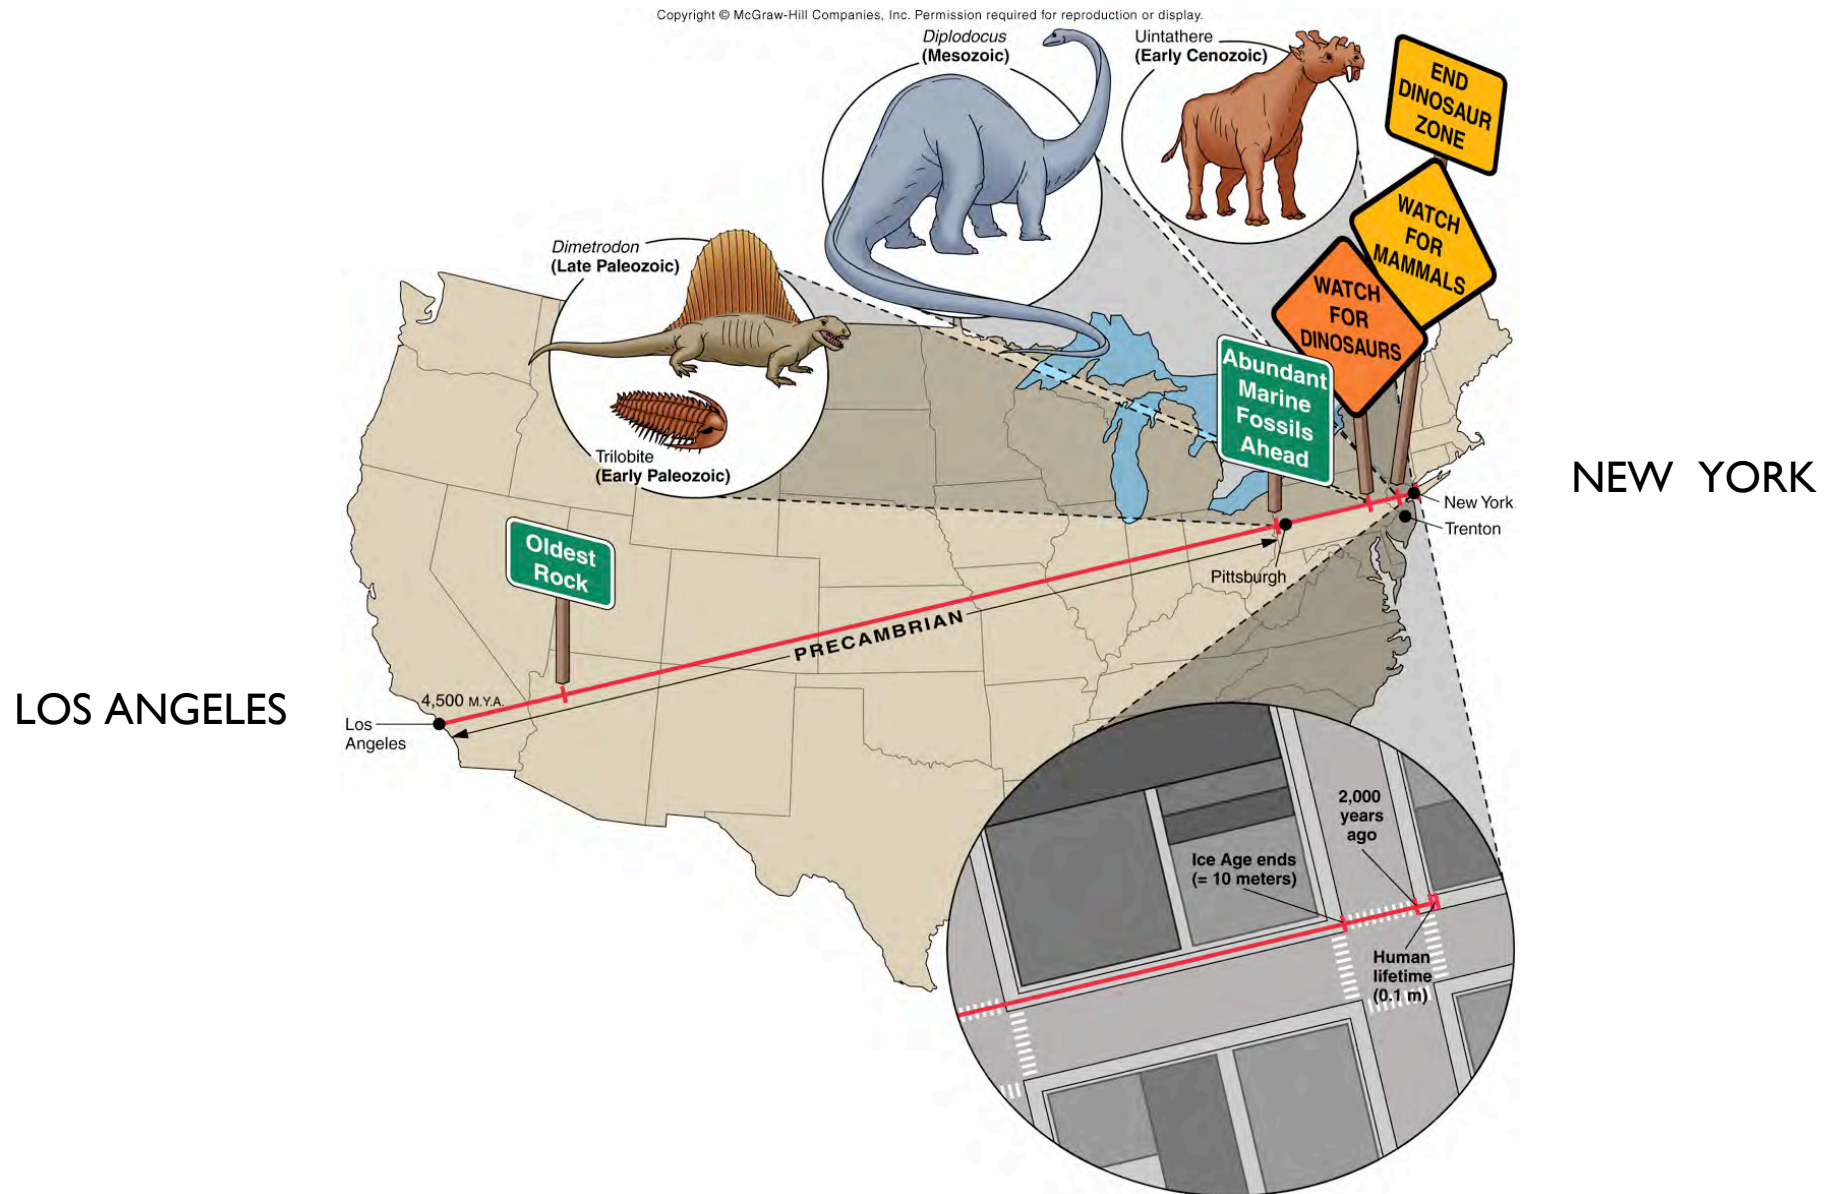 Copyright © McGraw-Hill Companies, Inc. Permission required for reproduction or display.
Diplodocus
(Mesozoic)
Uintathere
(Early Cenozoic)
END
DINOSAUR
ZONE
WATCH
FOR
MAMMALS
WATCH
FOR
DINOSAURS
Dimetrodon
(Late Paleozoic)
Trilobite
(Early Paleozoic)
Abundant
Marine
Fossils
Ahead
NEW YORK
New York
Trenton
Pittsburgh
Oldest
Rock
PRECAMBRIAN
LOS ANGELES
4,500 M.Y.A.
Los
Angeles
2,000
years
ago
Ice Age ends
(= 10 meters)
Human
lifetime
(0.1 m)